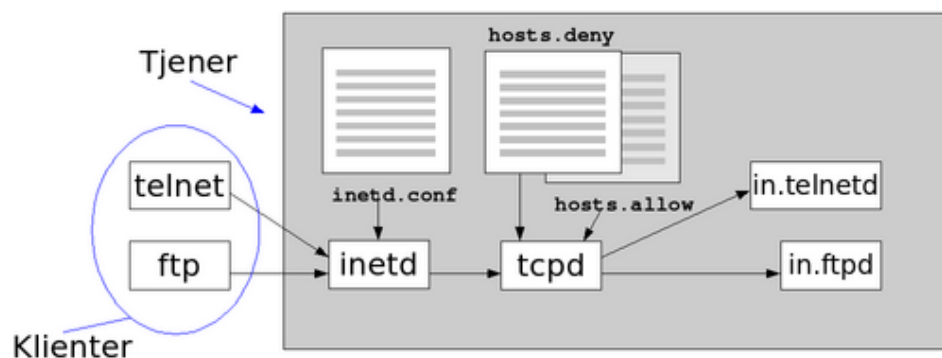 hosts.deny
Tjener
telnet
inetd.conf
in.telnetd
hosts.allow
ftp
inetd
tcpd
in.ftpd
Klienter